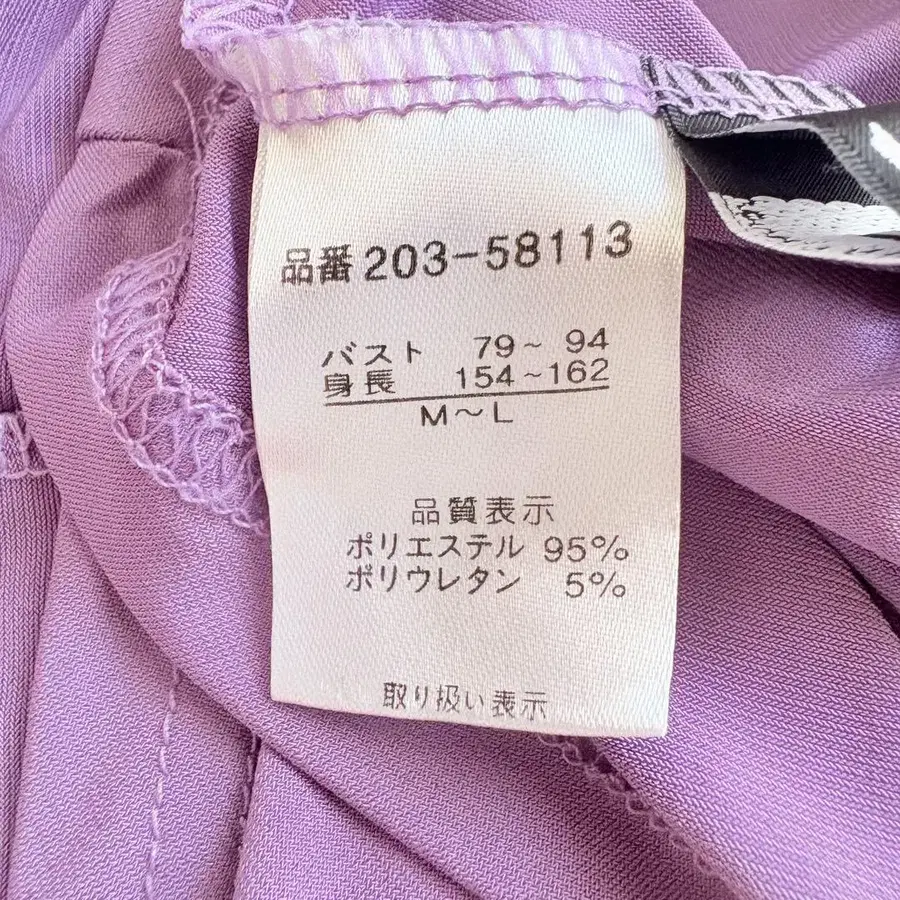 品番203-58113
バスト 79～94
身長 154～162
M～L
品質表示
ポリエステル 95%
ポリウレタン 5%
取り扱い表示